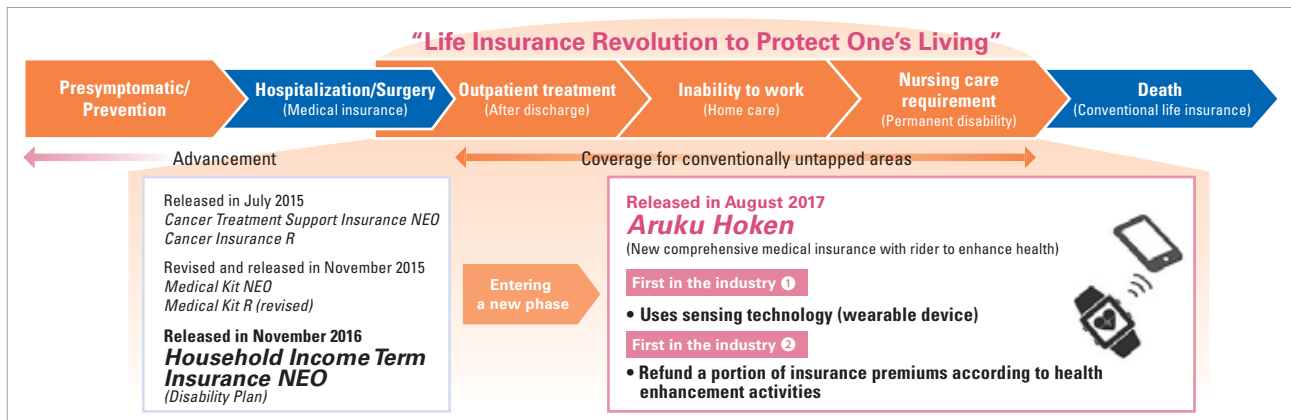 “Life Insurance Revolution to Protect One’s Living”
Presymptomatic/
Prevention
Hospitalization/Surgery
(Medical insurance)
Outpatient treatment
(After discharge)
Inability to work
(Home care)
Nursing care
requirement
(Permanent disability)
Death
(Conventional life insurance)
Advancement
Coverage for conventionally untapped areas
Released in July 2015
Cancer Treatment Support Insurance NEO
Cancer Insurance R
Revised and released in November 2015
Medical Kit NEO
Medical Kit R (revised)
Released in November 2016
Household Income Term
Insurance NEO
(Disability Plan)
Entering
a new phase
Released in August 2017
Aruku Hoken
(New comprehensive medical insurance with rider to enhance health)
First in the industry ❶
• Uses sensing technology (wearable device)
First in the industry ❷
• Refund a portion of insurance premiums according to health
enhancement activities